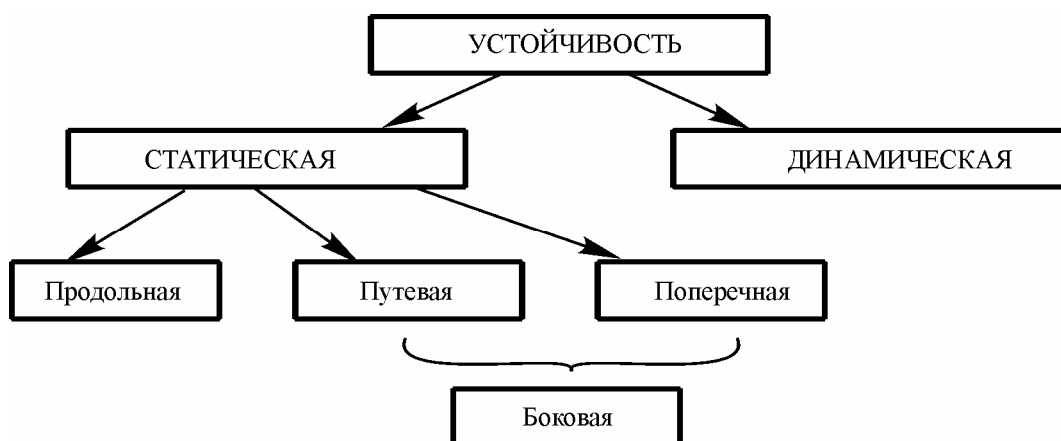 УСТОЙЧИВОСТЬ
СТАТИЧЕСКАЯ
ДИНАМИЧЕСКАЯ
Продольная
Путевая
Поперечная
Боковая